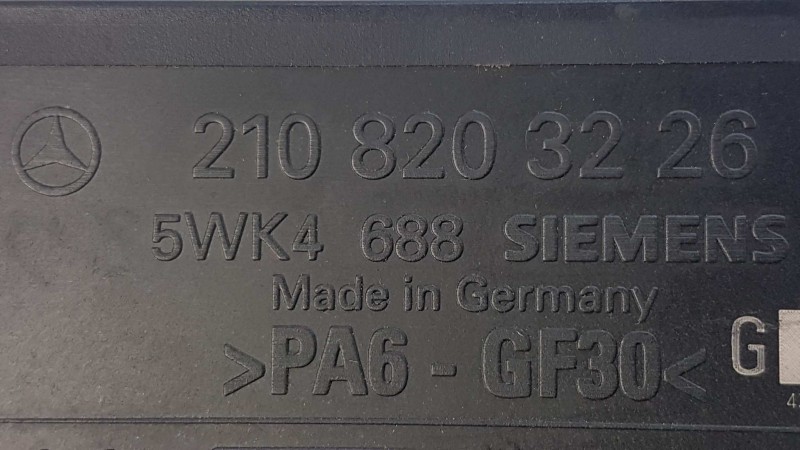 210 820 32 26
5WK4 688 SIEMENS
Made in Germany
>PA6 - GF30<
G